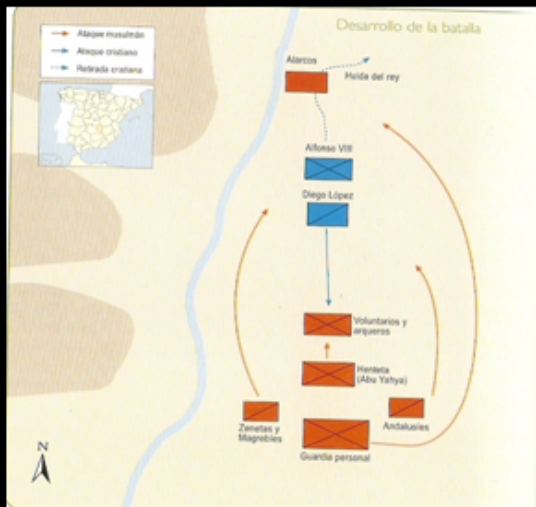 Desarrollo de la batalla
Ataque musulmán
Ataque cristiano
Retirada cristiana
Alarcos
Huida del rey
Alfonso VIII
Diego López
Voluntarios y
arqueros
Hentela
(Abu Yahya)
Zenetas y
Magrebíes
Andalusíes
Guardia personal
N